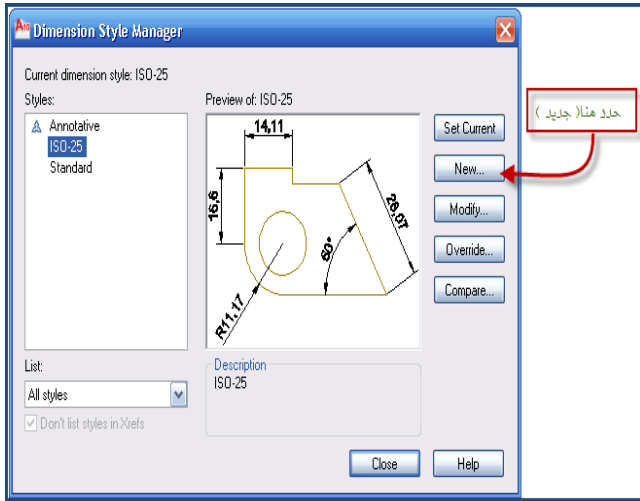 Dimension Style Manager
Current dimension style: ISO-25
Styles:
Annotative
ISO-25
Standard
Preview of: ISO-25
14,11
16,6
28,07
60°
R11,17
Set Current
New...
Modify...
Override...
Compare...
حدد هنا( جديد )
List:
All styles
Don't list styles in Xrefs
Description
ISO-25
Close
Help